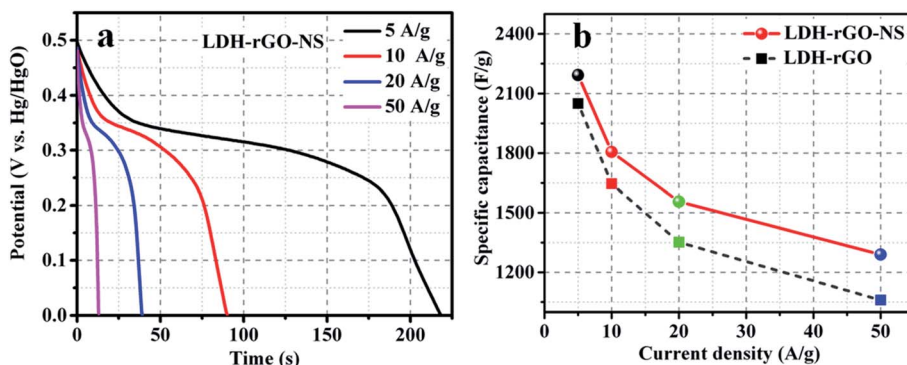 a
LDH-rGO-NS
5 A/g
10 A/g
20 A/g
50 A/g
Potential (V vs. Hg/HgO)
0.5
0.4
0.3
0.2
0.1
0.0
0 50 100 150 200
Time (s)
b
LDH-rGO-NS
LDH-rGO
Specific capacitance (F/g)
2400
2100
1800
1500
1200
0 10 20 30 40 50
Current density (A/g)